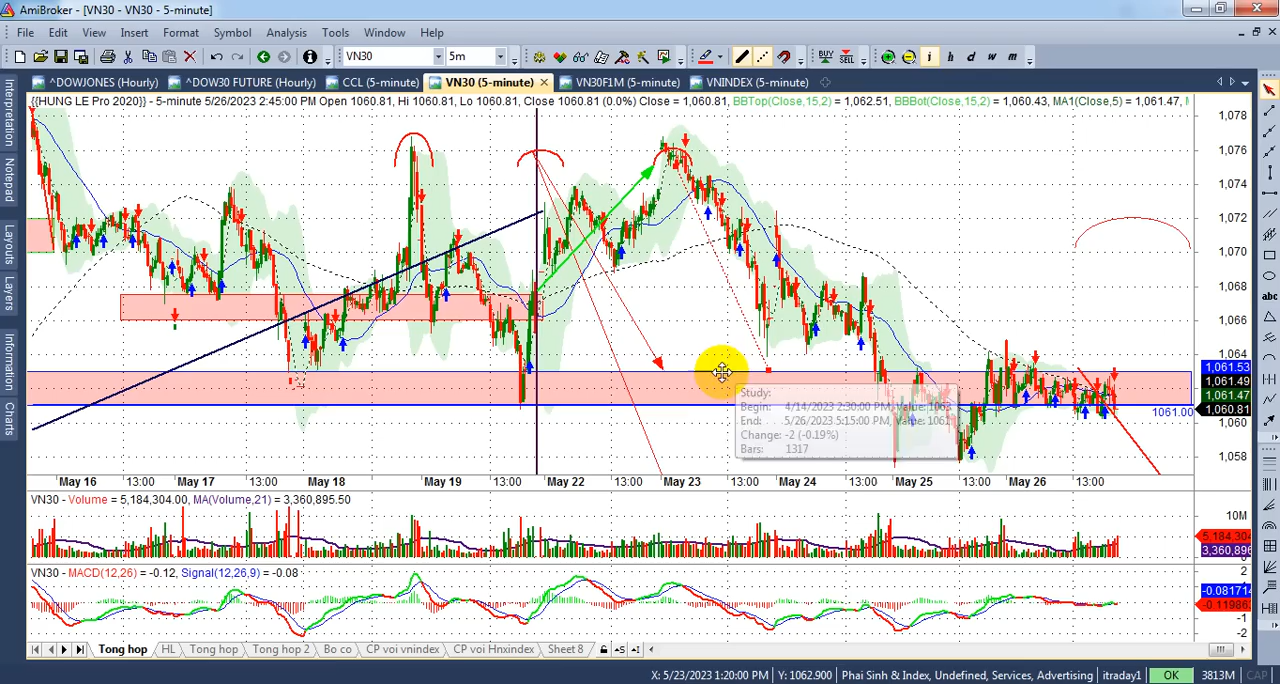 AmiBroker - [VN30 - VN30 - 5-minute]
File Edit View Insert Format Symbol Analysis Tools Window Help
VN30 5m BUY SELL i h d w m
^DOWJONES (Hourly) ^DOW30 FUTURE (Hourly) CCL (5-minute) VN30 (5-minute) VN30F1M (5-minute) VNINDEX (5-minute)
{{HUNG LE Pro 2020}} - 5-minute 5/26/2023 2:45:00 PM Open 1060.81, Hi 1060.81, Lo 1060.81, Close 1060.81 (0.0%) Close = 1,060.81, BBTop(Close,15,2) = 1,062.51, BBBot(Close,15,2) = 1,060.43, MA1(Close,5) = 1,061.47,
Interpretation
Notepad
Layouts
Layers
Information
Charts
1,078
1,076
1,074
1,072
1,070
1,068
1,066
1,064
1,061.53
1,061.49
1,061.47
1,060.81
1,060
1,058
1061.00
abc
Study:
Begin: 4/14/2023 2:30:00 PM, Value: 1063
End: 5/26/2023 5:15:00 PM, Value: 1061
Change: -2 (-0.19%)
Bars: 1317
May 16 13:00 May 17 13:00 May 18 13:00 May 19 13:00 May 22 13:00 May 23 13:00 May 24 13:00 May 25 13:00 May 26 13:00
VN30 - Volume = 5,184,304.00, MA(Volume,21) = 3,360,895.50
10M
5,184,304
3,360,896
VN30 - MACD(12,26) = -0.12, Signal(12,26,9) = -0.08
2
-0.081714
-0.11986
-1
-2
Tong hop HL Tong hop Tong hop 2 Bo co CP voi vnindex CP voi Hnxindex Sheet 8
X: 5/23/2023 1:20:00 PM Y: 1062.900 Phai Sinh & Index, Undefined, Services, Advertising itraday1 OK 3813M CAP